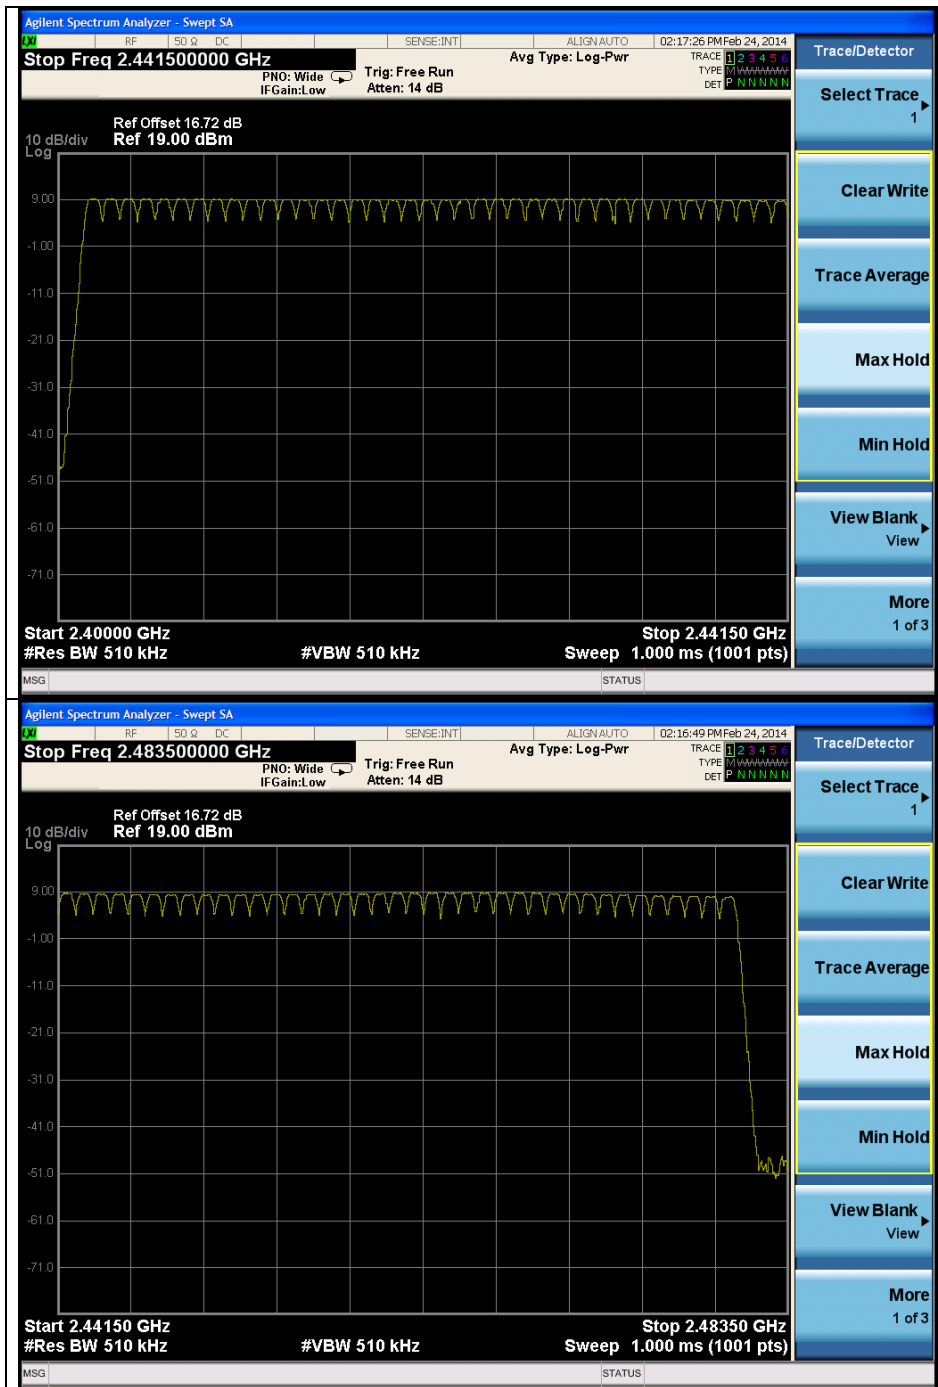 Agilent Spectrum Analyzer - Swept SA
LXI RF 50 Ω DC SENSE:INT ALIGN AUTO 02:17:26 PM Feb 24, 2014
Stop Freq 2.441500000 GHz
PNO: Wide
IFGain:Low
Trig: Free Run
Atten: 14 dB
Avg Type: Log-Pwr
TRACE 1 2 3 4 5 6
TYPE M WWWWW
DET P N N N N N
Ref Offset 16.72 dB
10 dB/div Ref 19.00 dBm
Log
9.00
-1.00
-11.0
-21.0
-31.0
-41.0
-51.0
-61.0
-71.0
Start 2.40000 GHz Stop 2.44150 GHz
#Res BW 510 kHz #VBW 510 kHz Sweep 1.000 ms (1001 pts)
MSG STATUS
Trace/Detector
Select Trace
1
Clear Write
Trace Average
Max Hold
Min Hold
View Blank
View
More
1 of 3
Agilent Spectrum Analyzer - Swept SA
LXI RF 50 Ω DC SENSE:INT ALIGN AUTO 02:16:49 PM Feb 24, 2014
Stop Freq 2.483500000 GHz
PNO: Wide
IFGain:Low
Trig: Free Run
Atten: 14 dB
Avg Type: Log-Pwr
TRACE 1 2 3 4 5 6
TYPE M WWWWW
DET P N N N N N
Ref Offset 16.72 dB
10 dB/div Ref 19.00 dBm
Log
9.00
-1.00
-11.0
-21.0
-31.0
-41.0
-51.0
-61.0
-71.0
Start 2.44150 GHz Stop 2.48350 GHz
#Res BW 510 kHz #VBW 510 kHz Sweep 1.000 ms (1001 pts)
MSG STATUS
Trace/Detector
Select Trace
1
Clear Write
Trace Average
Max Hold
Min Hold
View Blank
View
More
1 of 3